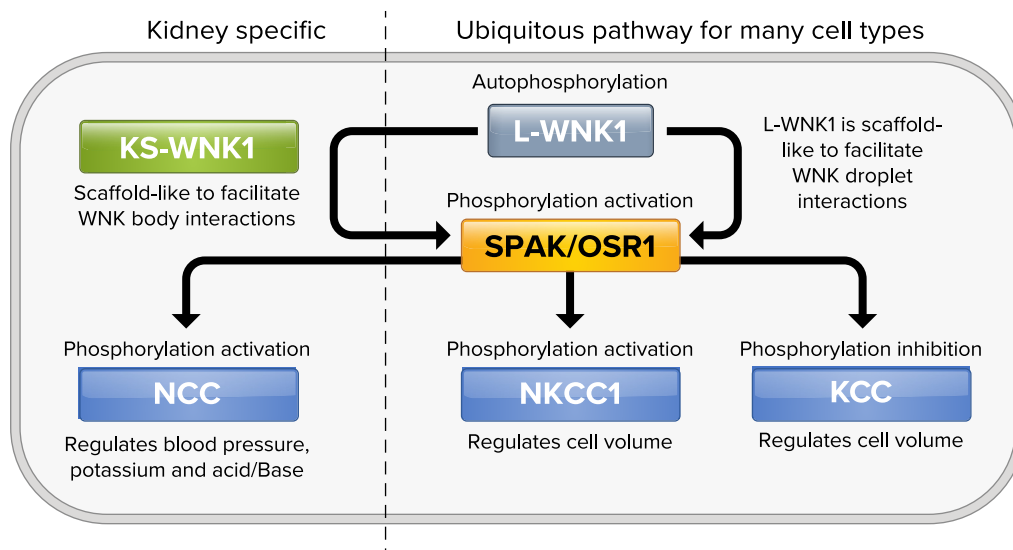 Kidney specific
Ubiquitous pathway for many cell types
KS-WNK1
Scaffold-like to facilitate
WNK body interactions
Autophosphorylation
L-WNK1
L-WNK1 is scaffold-
like to facilitate
WNK droplet
interactions
Phosphorylation activation
SPAK/OSR1
Phosphorylation activation
NCC
Regulates blood pressure,
potassium and acid/Base
Phosphorylation activation
NKCC1
Regulates cell volume
Phosphorylation inhibition
KCC
Regulates cell volume